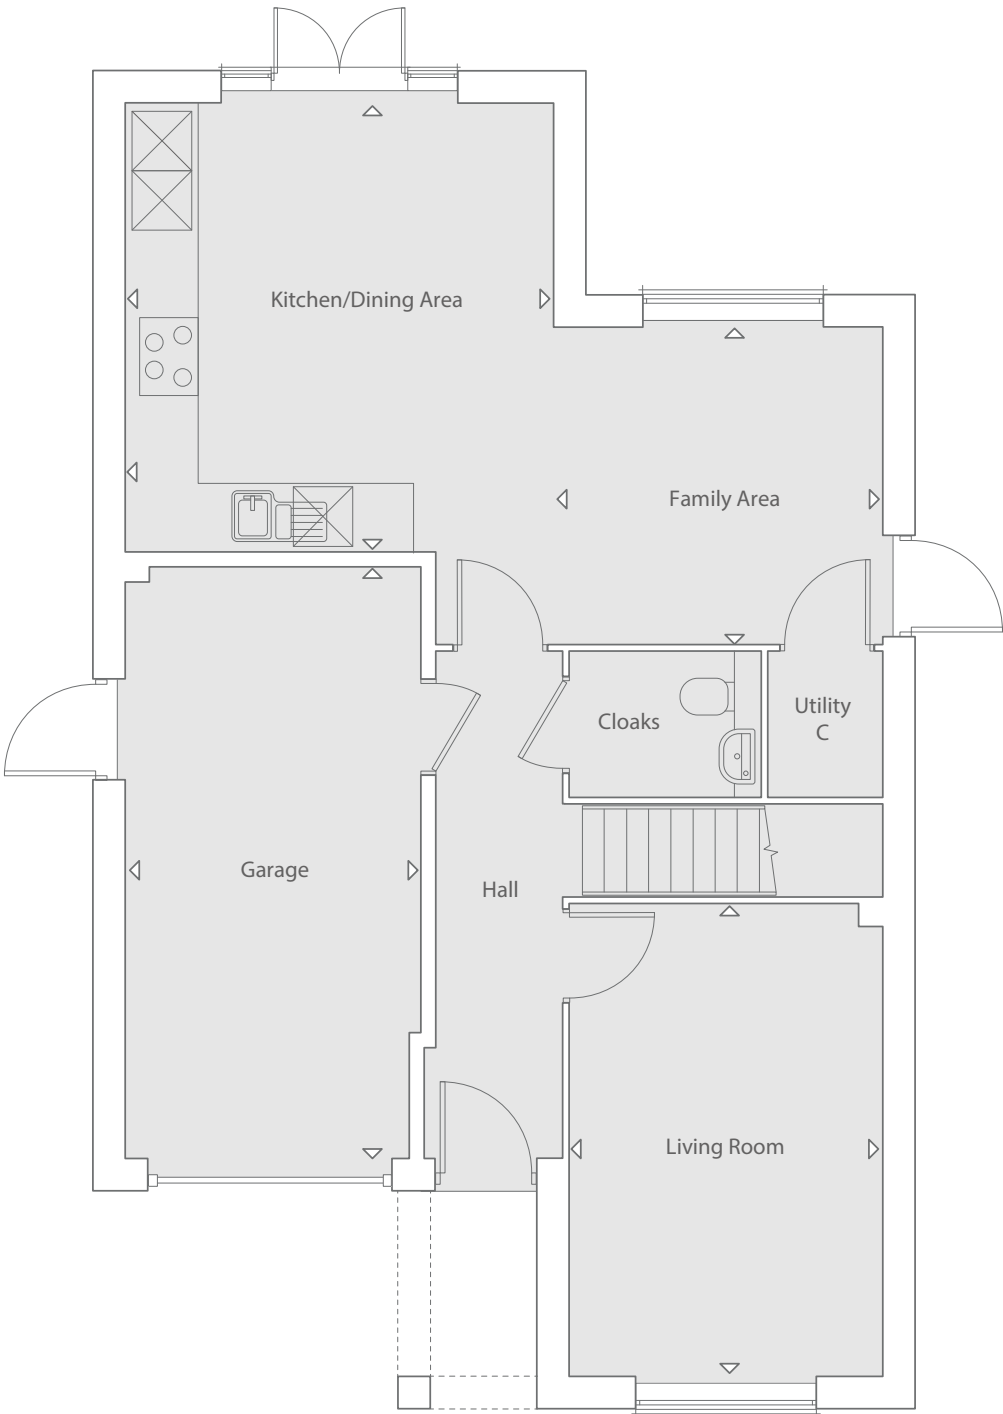 Kitchen/Dining Area
Family Area
Cloaks
Utility
C
Garage
Hall
Living Room